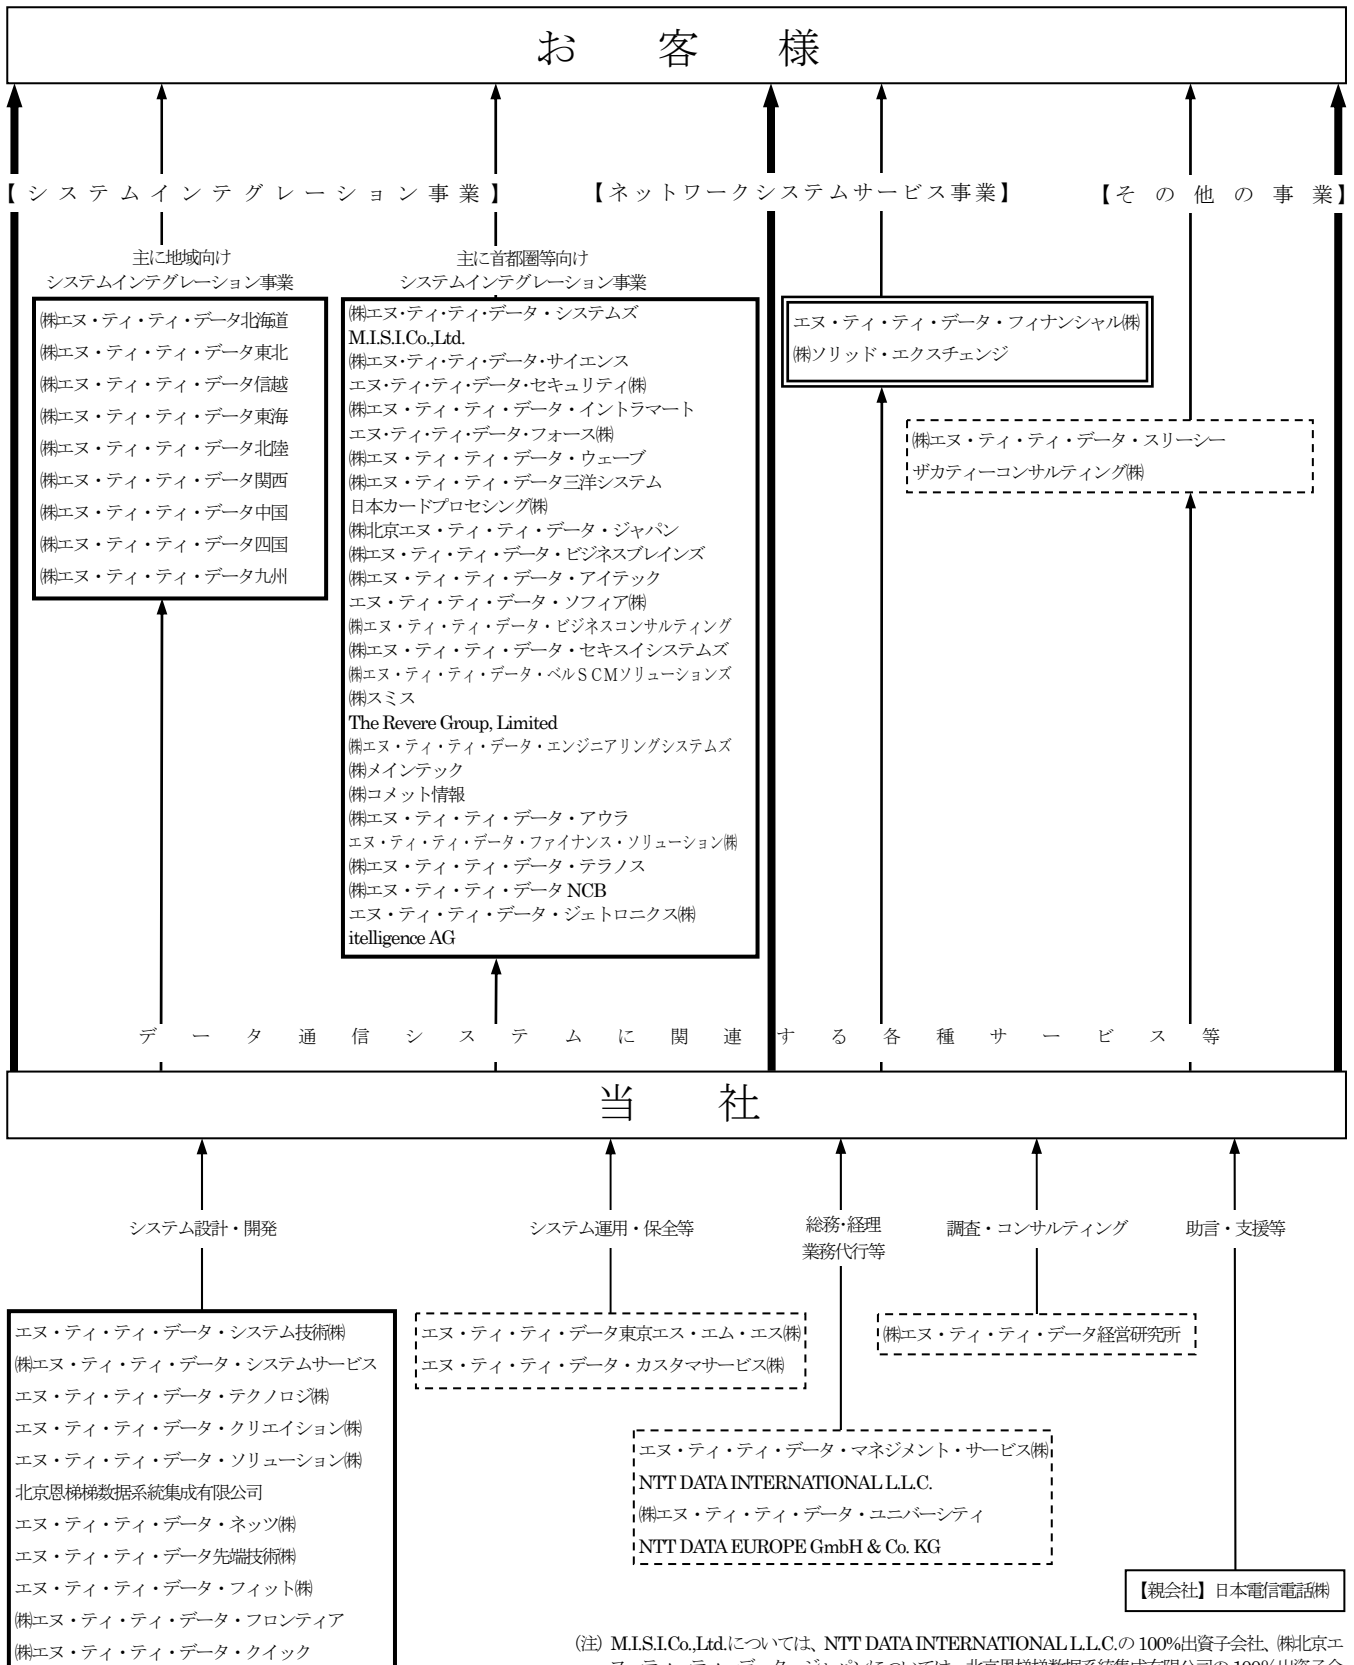 お客様
【システムインテグレーション事業】
【ネットワークシステムサービス事業】
【その他の事業】
主に地域向け
システムインテグレーション事業
㈱エヌ・ティ・ティ・データ北海道
㈱エヌ・ティ・ティ・データ東北
㈱エヌ・ティ・ティ・データ信越
㈱エヌ・ティ・ティ・データ東海
㈱エヌ・ティ・ティ・データ北陸
㈱エヌ・ティ・ティ・データ関西
㈱エヌ・ティ・ティ・データ中国
㈱エヌ・ティ・ティ・データ四国
㈱エヌ・ティ・ティ・データ九州
主に首都圏等向け
システムインテグレーション事業
㈱エヌ・ティ・ティ・データ・システムズ
M.I.S.I.Co.,Ltd.
㈱エヌ・ティ・ティ・データ・サイエンス
エヌ・ティ・ティ・データ・セキュリティ㈱
㈱エヌ・ティ・ティ・データ・イントラマート
エヌ・ティ・ティ・データ・フォース㈱
㈱エヌ・ティ・ティ・データ・ウェーブ
㈱エヌ・ティ・ティ・データ三洋システム
日本カードプロセシング㈱
㈱北京エヌ・ティ・ティ・データ・ジャパン
㈱エヌ・ティ・ティ・データ・ビジネスブレインズ
㈱エヌ・ティ・ティ・データ・アイテック
エヌ・ティ・ティ・データ・ソフィア㈱
㈱エヌ・ティ・ティ・データ・ビジネスコンサルティング
㈱エヌ・ティ・ティ・データ・セキスイシステムズ
㈱エヌ・ティ・ティ・データ・ベルSCMソリューションズ
㈱スミス
The Revere Group, Limited
㈱エヌ・ティ・ティ・データ・エンジニアリングシステムズ
㈱メインテック
㈱コメット情報
㈱エヌ・ティ・ティ・データ・アウラ
エヌ・ティ・ティ・データ・ファイナンス・ソリューション㈱
㈱エヌ・ティ・ティ・データ・テラノス
㈱エヌ・ティ・ティ・データ NCB
エヌ・ティ・ティ・データ・ジェトロニクス㈱
itelligence AG
エヌ・ティ・ティ・データ・フィナンシャル㈱
㈱ソリッド・エクスチェンジ
㈱エヌ・ティ・ティ・データ・スリーシー
ザカティーコンサルティング㈱
データ通信システムに関連する各種サービス等
当社
システム設計・開発
システム運用・保全等
総務・経理
業務代行等
調査・コンサルティング
助言・支援等
エヌ・ティ・ティ・データ・システム技術㈱
㈱エヌ・ティ・ティ・データ・システムサービス
エヌ・ティ・ティ・データ・テクノロジ㈱
エヌ・ティ・ティ・データ・クリエイション㈱
エヌ・ティ・ティ・データ・ソリューション㈱
北京恩梯梯数据系統集成有限公司
エヌ・ティ・ティ・データ・ネッツ㈱
エヌ・ティ・ティ・データ先端技術㈱
エヌ・ティ・ティ・データ・フィット㈱
㈱エヌ・ティ・ティ・データ・フロンティア
㈱エヌ・ティ・ティ・データ・クイック
エヌ・ティ・ティ・データ東京エス・エム・エス㈱
エヌ・ティ・ティ・データ・カスタマサービス㈱
エヌ・ティ・ティ・データ・マネジメント・サービス㈱
NTT DATA INTERNATIONAL L.L.C.
㈱エヌ・ティ・ティ・データ・ユニバーシティ
NTT DATA EUROPE GmbH & Co. KG
㈱エヌ・ティ・ティ・データ経営研究所
【親会社】日本電信電話㈱
(注) M.I.S.I.Co.,Ltd.については、NTT DATA INTERNATIONAL L.L.C.の100%出資子会社、㈱北京エ